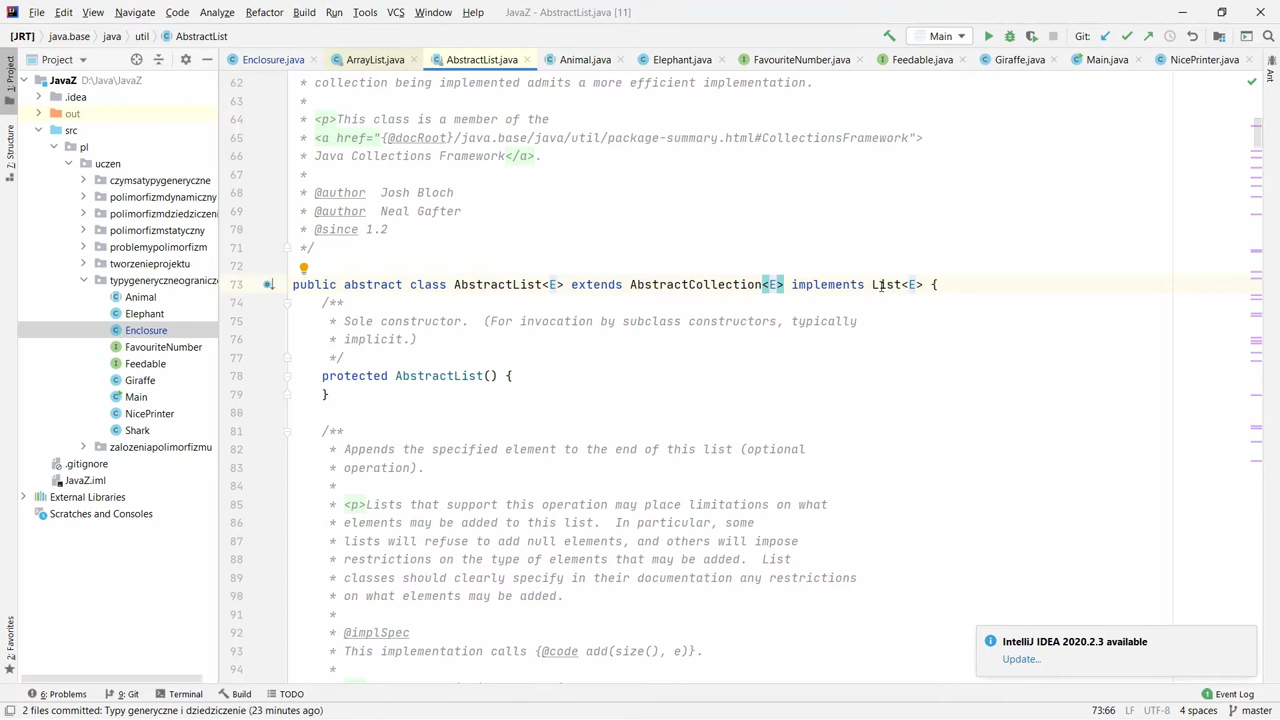 File Edit View Navigate Code Analyze Refactor Build Run Tools VCS Window Help JavaZ - AbstractList.java [11]
[JRT] java.base java util AbstractList Main Git:
Project Enclosure.java ArrayList.java AbstractList.java Animal.java Elephant.java FavouriteNumber.java Feedable.java Giraffe.java Main.java NicePrinter.java
1: Project
7: Structure
2: Favorites
Ant
JavaZ D:\Java\JavaZ
.idea
out
src
pl
uczen
czymsatypygeneryczne
polimorfizmdynamiczny
polimorfizmdziedziczeni
polimorfizmstatyczny
problemypolimorfizm
tworzenieprojektu
typygeneryczneogranicz
Animal
Elephant
Enclosure
FavouriteNumber
Feedable
Giraffe
Main
NicePrinter
Shark
zalozeniapolimorfizmu
.gitignore
JavaZ.iml
External Libraries
Scratches and Consoles
62 * collection being implemented admits a more efficient implementation.
63 *
64 * <p>This class is a member of the
65 * <a href="{@docRoot}/java.base/java/util/package-summary.html#CollectionsFramework">
66 * Java Collections Framework</a>.
67 *
68 * @author Josh Bloch
69 * @author Neal Gafter
70 * @since 1.2
71 */
72
73 public abstract class AbstractList<E> extends AbstractCollection<E> implements List<E> {
74 /**
75 * Sole constructor. (For invocation by subclass constructors, typically
76 * implicit.)
77 */
78 protected AbstractList() {
79 }
80
81 /**
82 * Appends the specified element to the end of this list (optional
83 * operation).
84 *
85 * <p>Lists that support this operation may place limitations on what
86 * elements may be added to this list. In particular, some
87 * lists will refuse to add null elements, and others will impose
88 * restrictions on the type of elements that may be added. List
89 * classes should clearly specify in their documentation any restrictions
90 * on what elements may be added.
91 *
92 * @implSpec
93 * This implementation calls {@code add(size(), e)}.
94 *
IntelliJ IDEA 2020.2.3 available
Update...
6: Problems 9: Git Terminal Build TODO Event Log
2 files committed: Typy generyczne i dziedziczenie (23 minutes ago) 73:66 LF UTF-8 4 spaces master